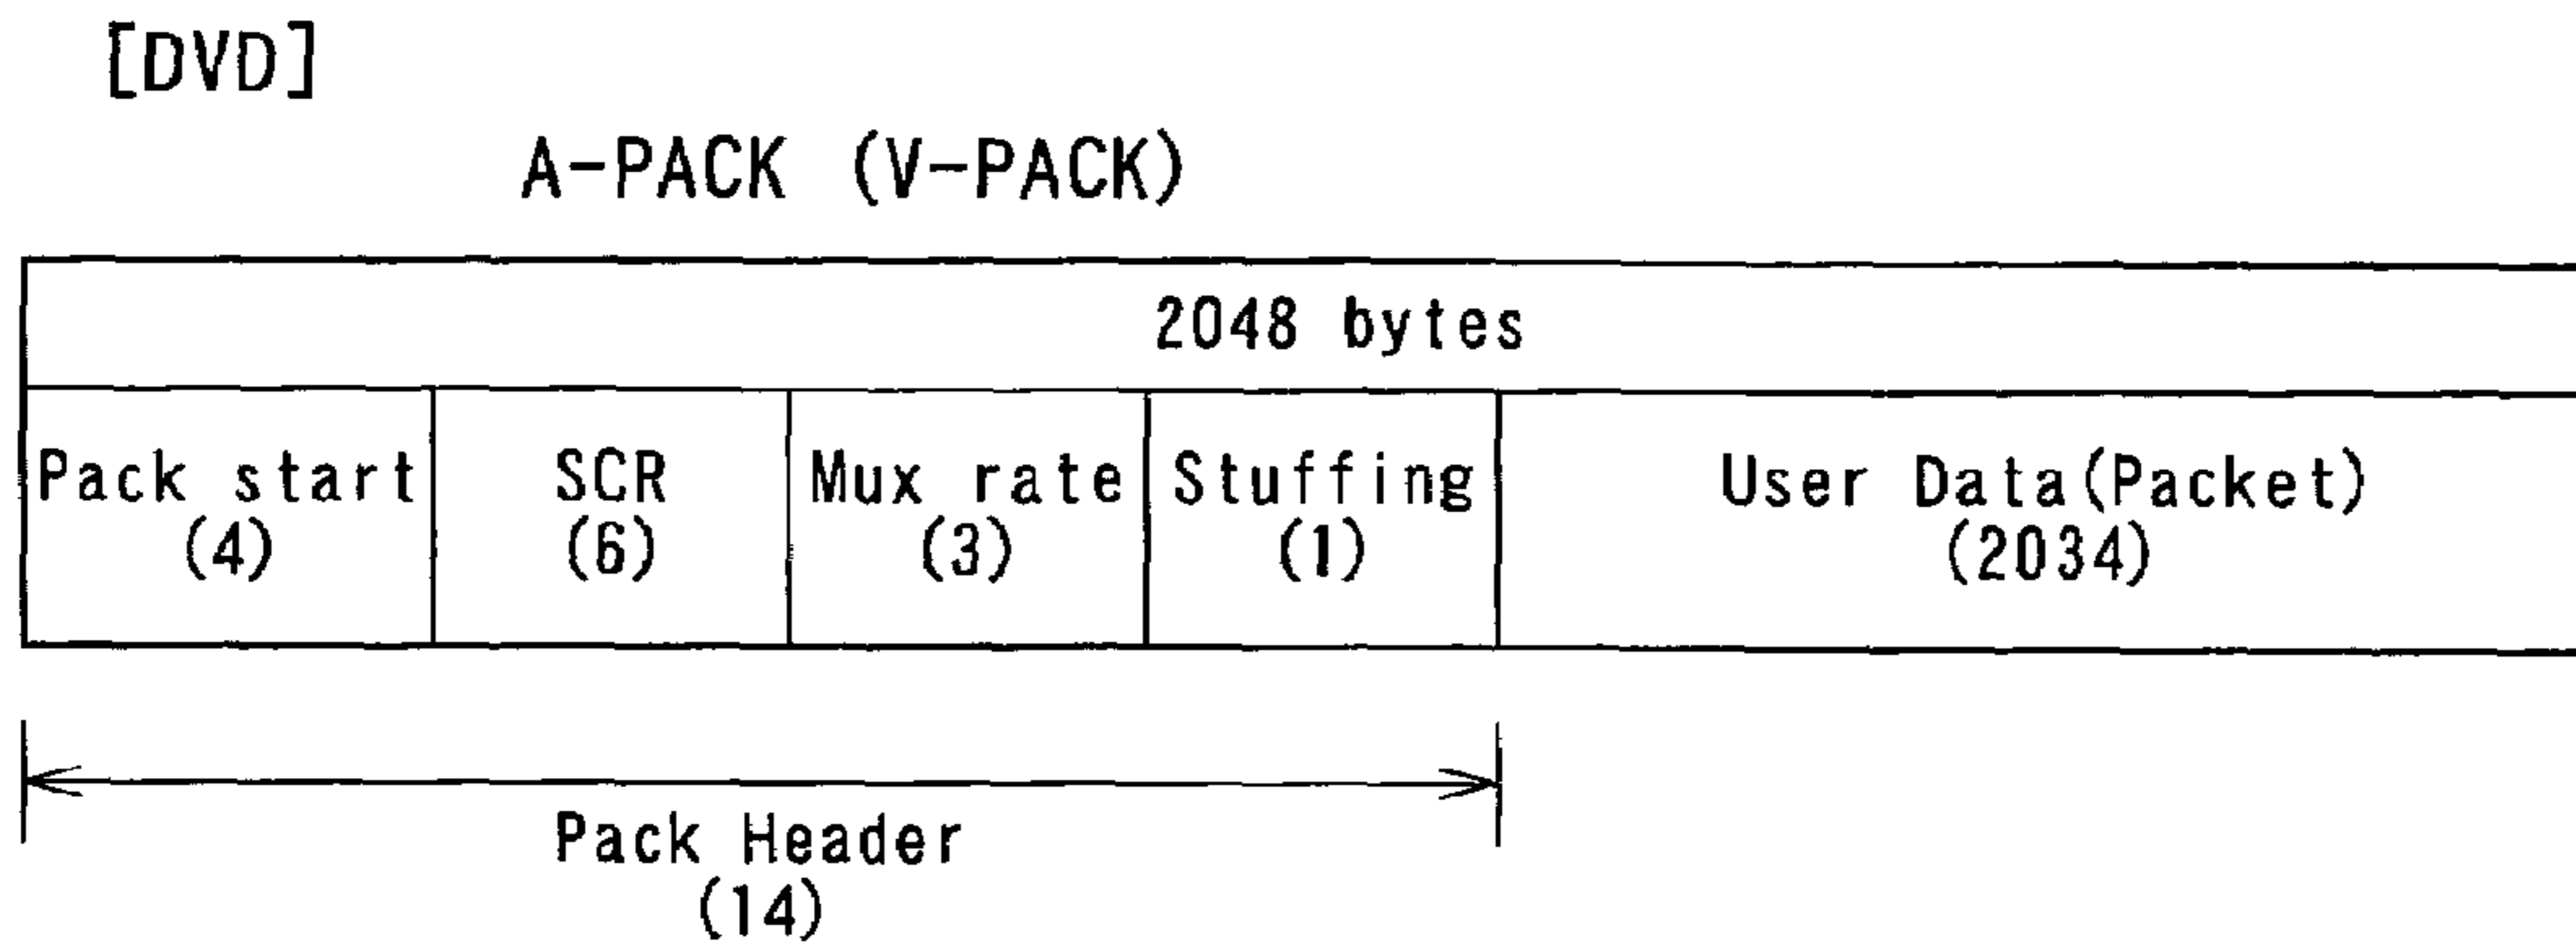 [DVD]
A-PACK (V-PACK)
2048 bytes
Pack start SCR Mux rate Stuffing User Data(Packet)
(4) (6) (3) (1) (2034)
Pack Header
(14)